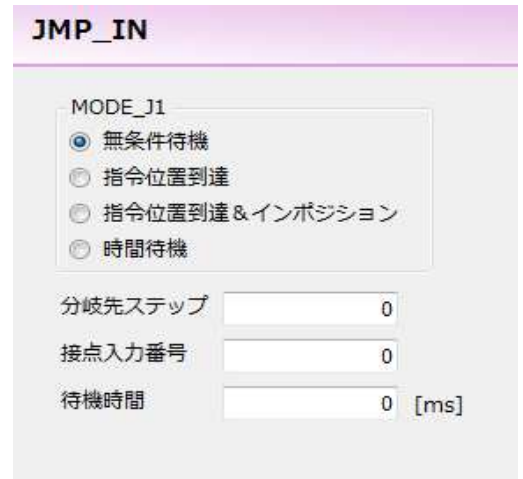 JMP_IN
MODE_J1
無条件待機
指令位置到達
指令位置到達&インポジション
時間待機
分岐先ステップ 0
接点入力番号 0
待機時間 0 [ms]